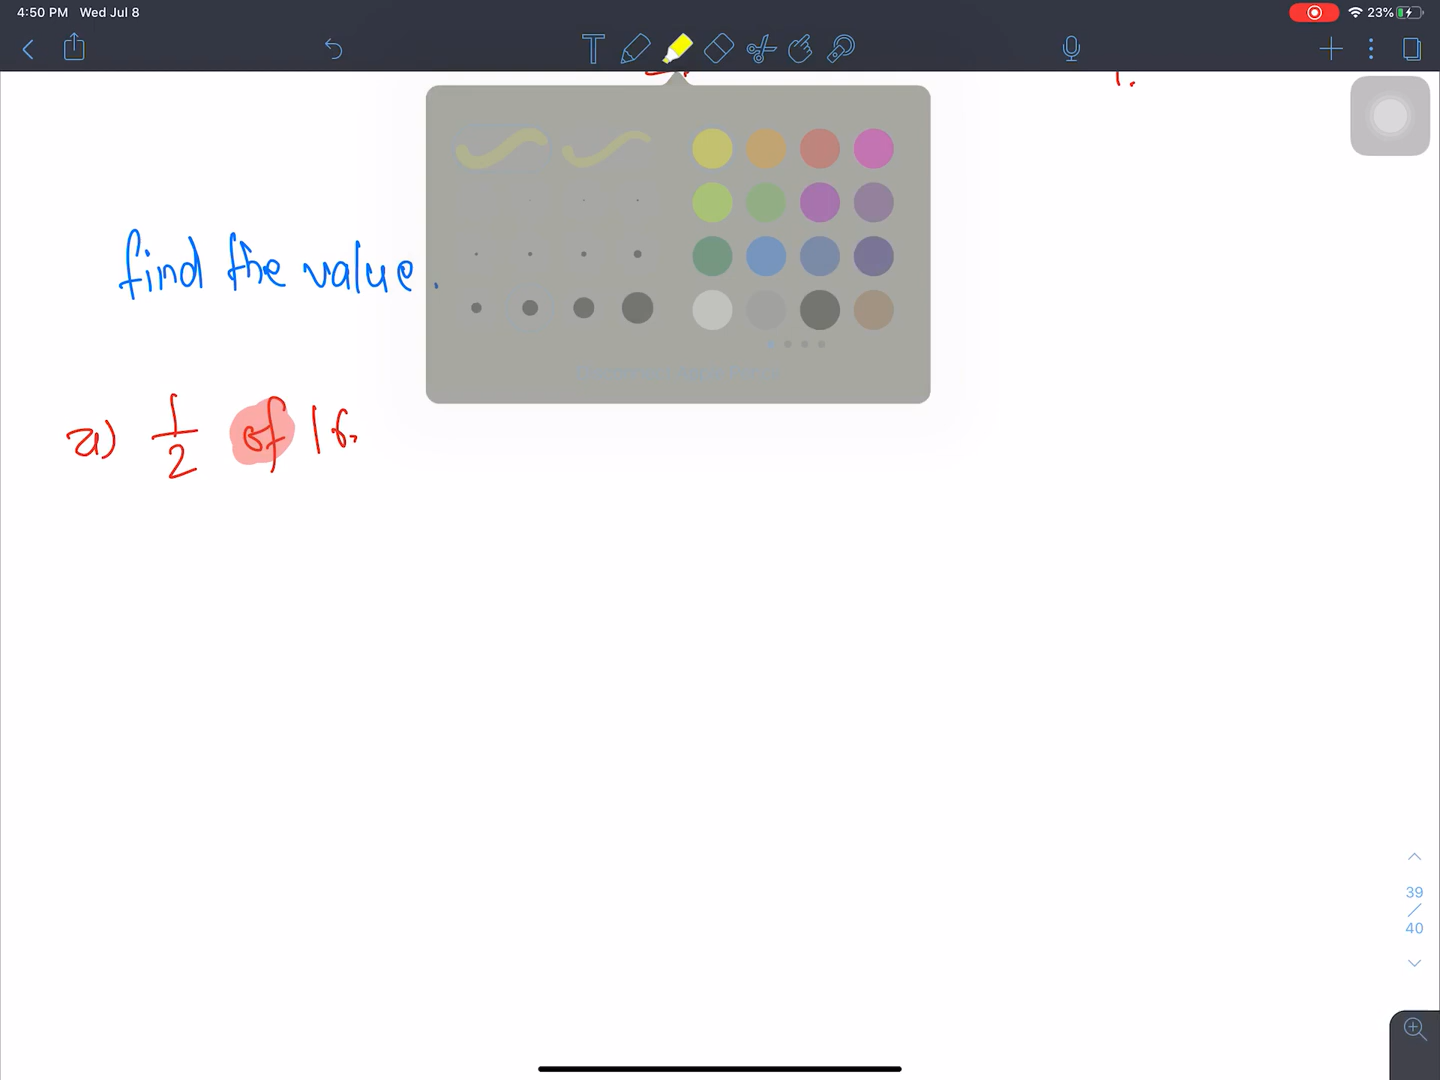 4:50 PM Wed Jul 8 23%
T
find the value.
a) 1/2 of 16.
39
/
40